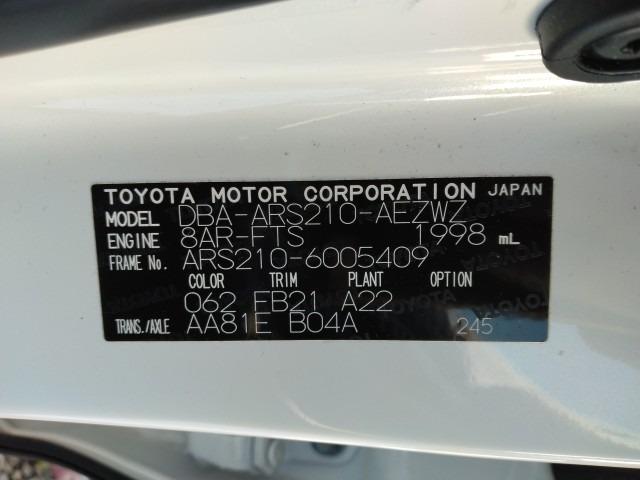 TOYOTA MOTOR CORPORATION JAPAN
MODEL DBA-ARS210-AEZWZ
ENGINE 8AR-FTS 1998 mL
FRAME No. ARS210-6005409
COLOR TRIM PLANT OPTION
062 FB21 A22
TRANS./AXLE AA81E B04A 245